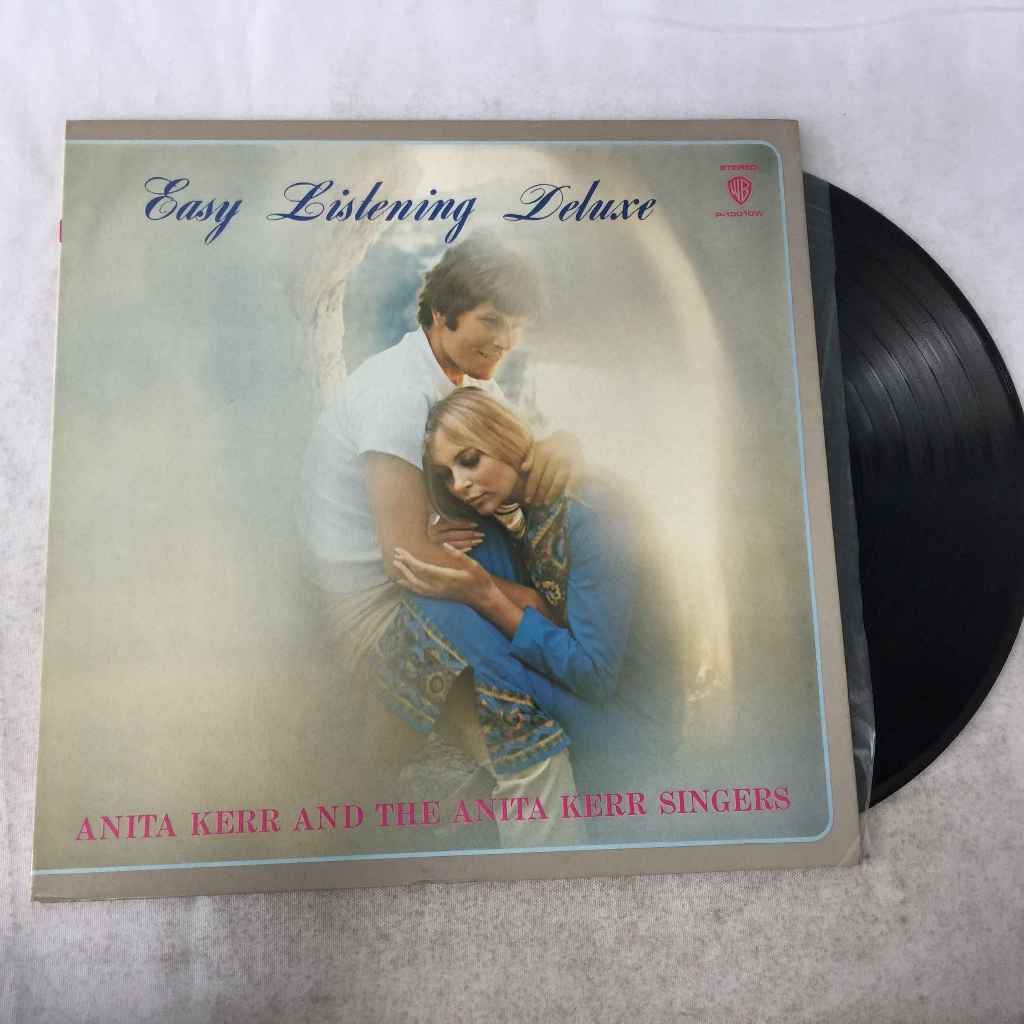 Easy Listening Deluxe
STEREO
WB
P-10010W
ANITA KERR AND THE ANITA KERR SINGERS